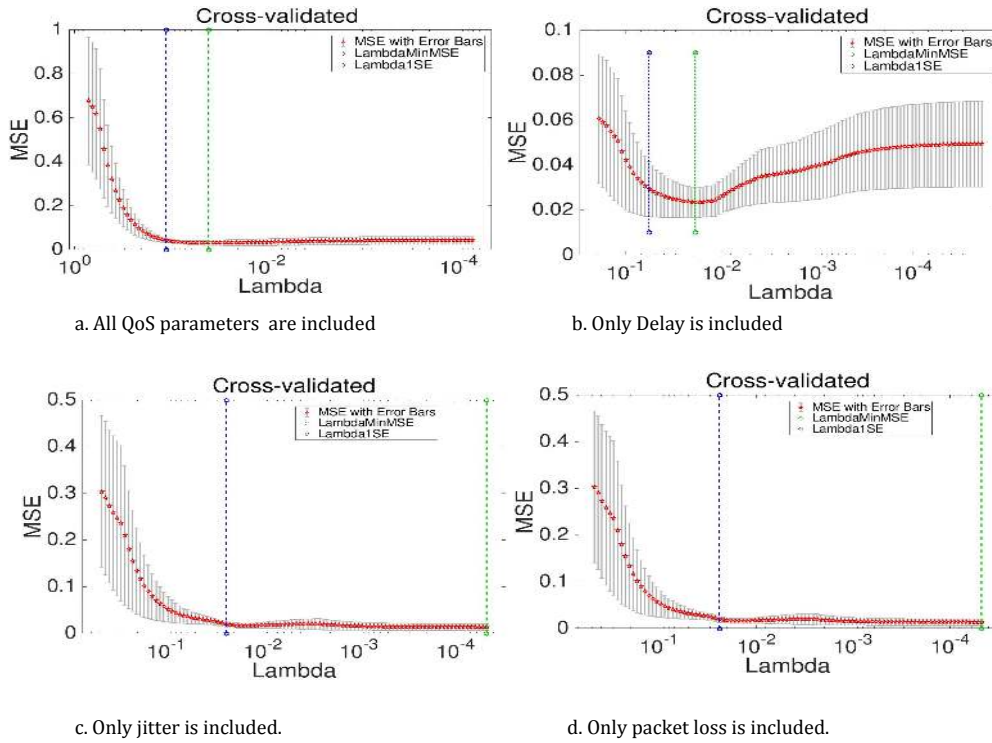 Cross-validated
MSE with Error Bars
LambdaMinMSE
Lambda1SE
1
0.8
0.6
0.4
0.2
0
MSE
10^0
10^-2
10^-4
Lambda
a. All QoS parameters are included
Cross-validated
MSE with Error Bars
LambdaMinMSE
Lambda1SE
0.1
0.08
0.06
0.04
0.02
0
MSE
10^-1
10^-2
10^-3
10^-4
Lambda
b. Only Delay is included
Cross-validated
MSE with Error Bars
LambdaMinMSE
Lambda1SE
0.5
0.4
0.3
0.2
0.1
0
MSE
10^-1
10^-2
10^-3
10^-4
Lambda
c. Only jitter is included.
Cross-validated
MSE with Error Bars
LambdaMinMSE
Lambda1SE
0.5
0.4
0.3
0.2
0.1
0
MSE
10^-1
10^-2
10^-3
10^-4
Lambda
d. Only packet loss is included.